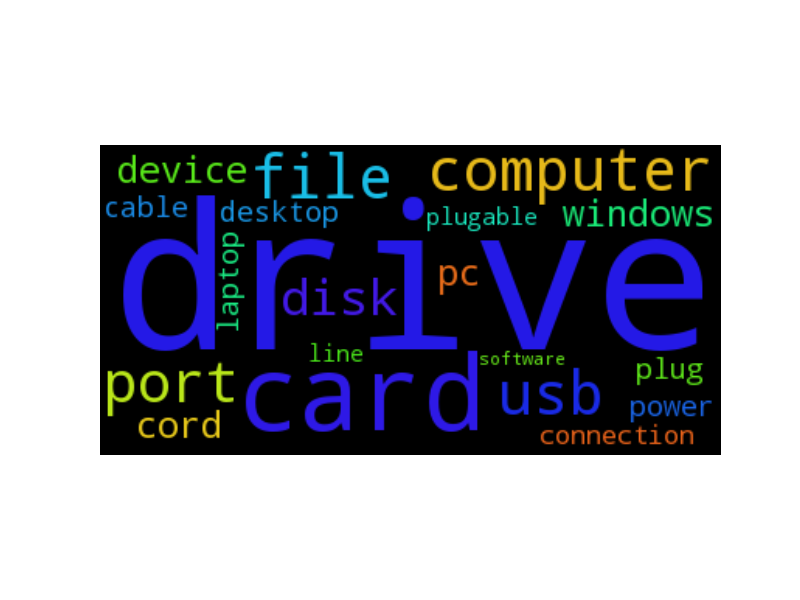 device file computer
cable desktop plugable windows
drive
laptop disk pc
line software
port card usb plug
cord power
connection